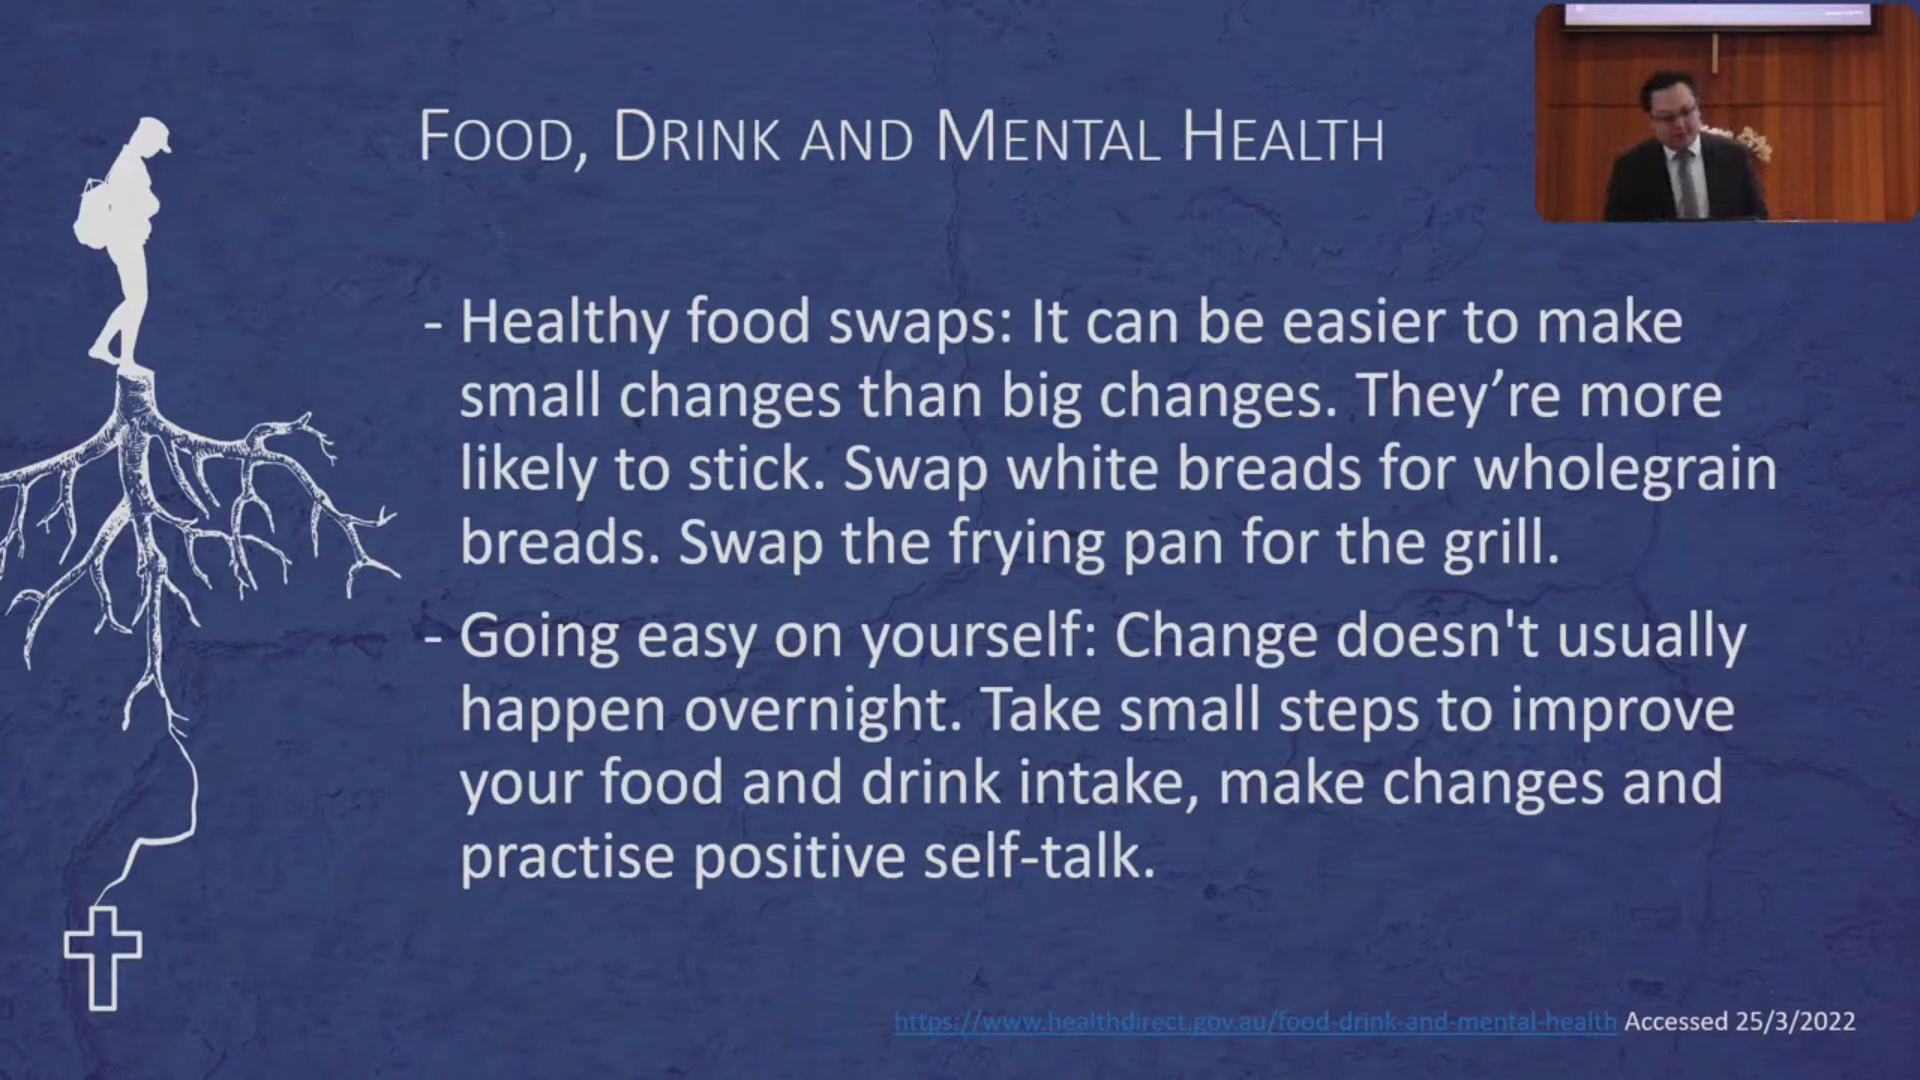 FOOD, DRINK AND MENTAL HEALTH
- Healthy food swaps: It can be easier to make
small changes than big changes. They’re more
likely to stick. Swap white breads for wholegrain
breads. Swap the frying pan for the grill.
- Going easy on yourself: Change doesn't usually
happen overnight. Take small steps to improve
your food and drink intake, make changes and
practise positive self-talk.
https://www.healthdirect.gov.au/food-drink-and-mental-health Accessed 25/3/2022